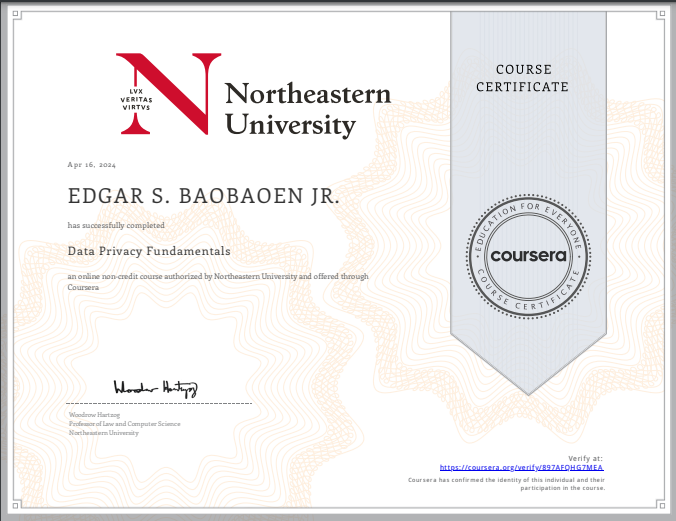 LVX
VERITAS
VIRTVS
Northeastern
University
COURSE
CERTIFICATE
Apr 16, 2024
EDGAR S. BAOBAOEN JR.
has successfully completed
Data Privacy Fundamentals
an online non-credit course authorized by Northeastern University and offered through
Coursera
EDUCATION FOR EVERYONE
coursera
COURSE CERTIFICATE
Woodrow Hartzog
Professor of Law and Computer Science
Northeastern University
Verify at:
https://coursera.org/verify/897AFQHG7MEA
Coursera has confirmed the identity of this individual and their
participation in the course.